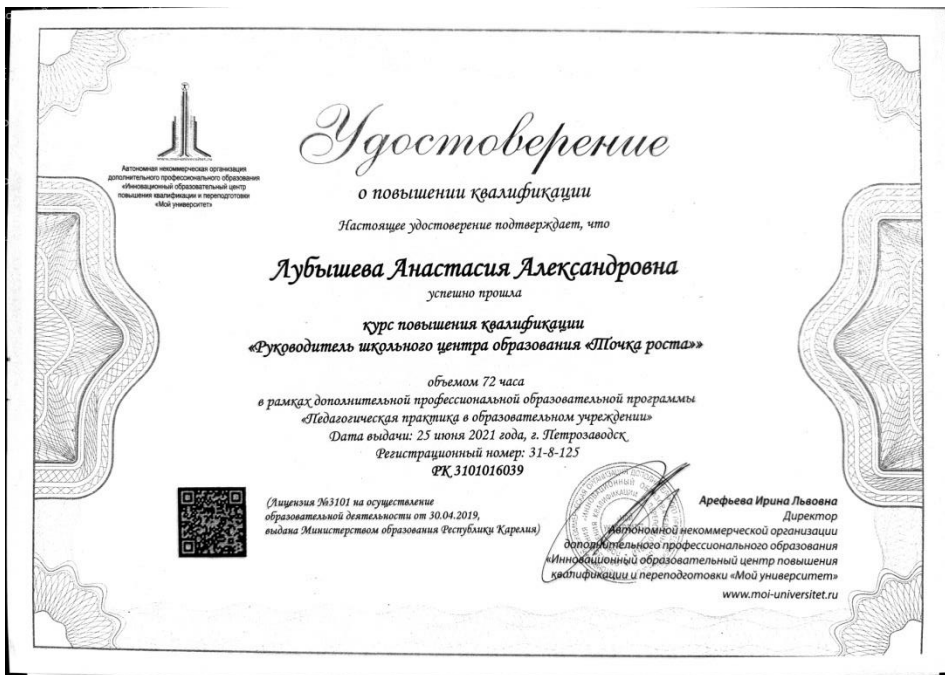 www.moi-universitet.ru
Автономная некоммерческая организация
дополнительного профессионального образования
«Инновационный образовательный центр
повышения квалификации и переподготовки
«Мой университет»
Удостоверение
о повышении квалификации
Настоящее удостоверение подтверждает, что
Лубышева Анастасия Александровна
успешно прошла
курс повышения квалификации
«Руководитель школьного центра образования «Точка роста»»
объемом 72 часа
в рамках дополнительной профессиональной образовательной программы
«Педагогическая практика в образовательном учреждении»
Дата выдачи: 25 июня 2021 года, г. Петрозаводск
Регистрационный номер: 31-8-125
РК 3101016039
(Лицензия №3101 на осуществление
образовательной деятельности от 30.04.2019,
выдана Министерством образования Республики Карелия)
Арефьева Ирина Львовна
Директор
Автономной некоммерческой организации
дополнительного профессионального образования
«Инновационный образовательный центр повышения
квалификации и переподготовки «Мой университет»
www.moi-universitet.ru